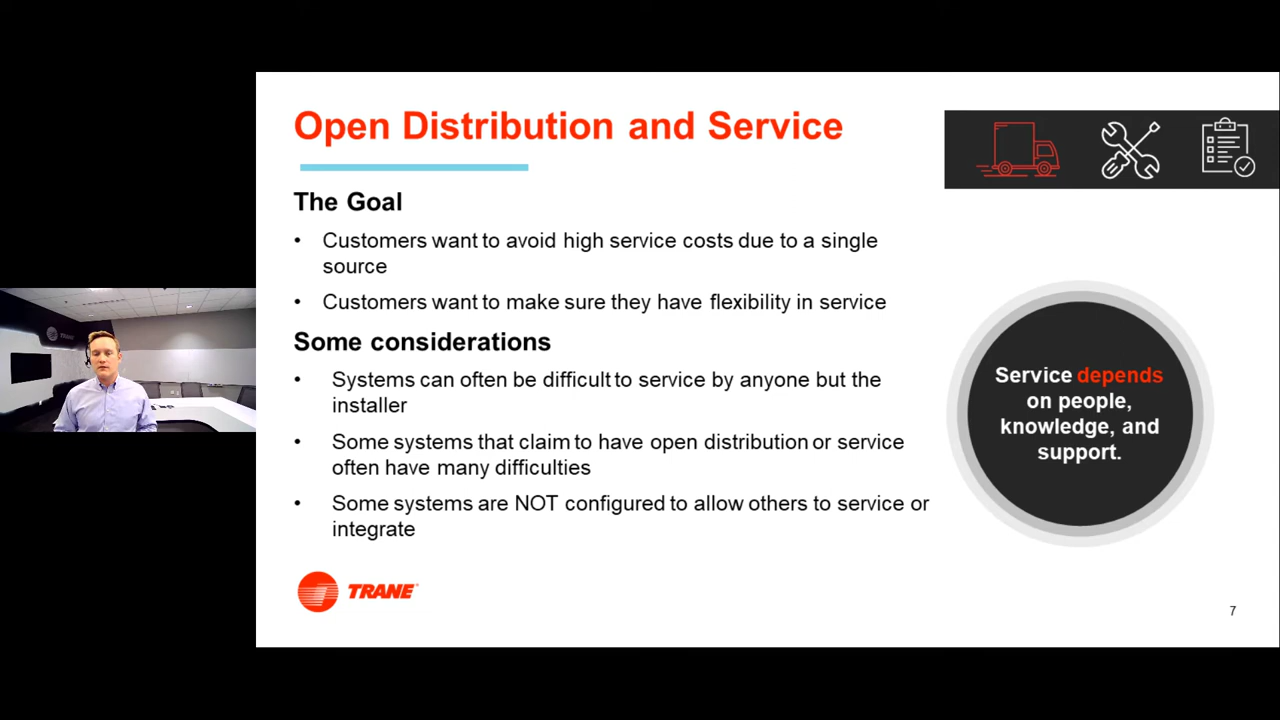 Open Distribution and Service
The Goal
• Customers want to avoid high service costs due to a single
source
• Customers want to make sure they have flexibility in service
Some considerations
• Systems can often be difficult to service by anyone but the
installer
• Some systems that claim to have open distribution or service
often have many difficulties
• Some systems are NOT configured to allow others to service or
integrate
Service depends
on people,
knowledge, and
support.
TRANE
7
TRANE